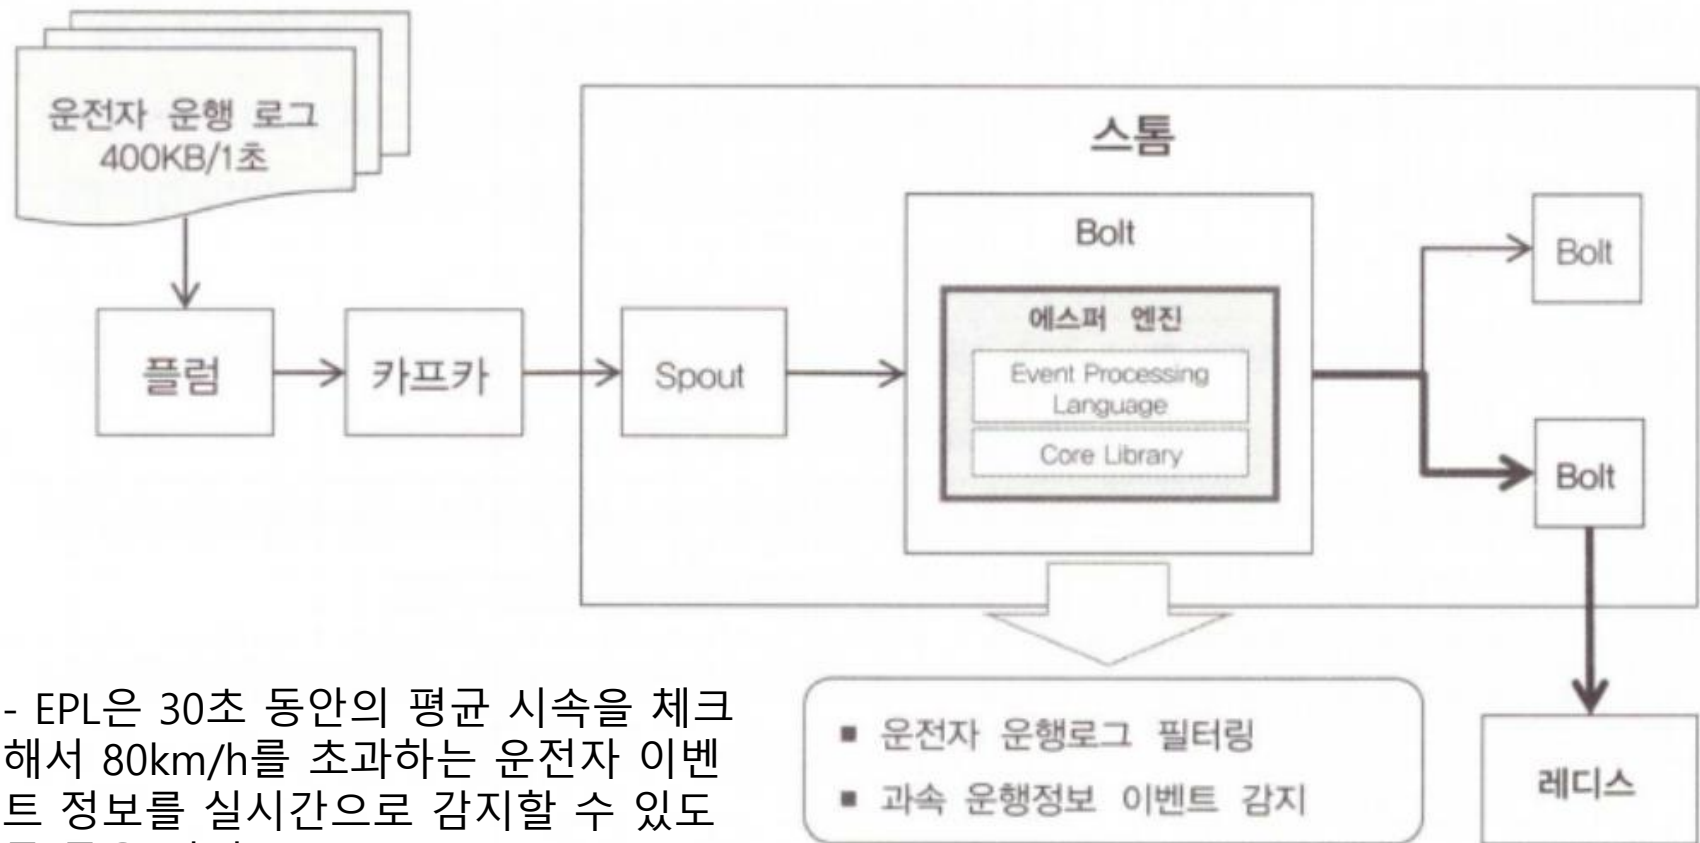 운전자 운행 로그
400KB/1초
스톰
Bolt
에스퍼 엔진
Event Processing
Language
Core Library
플럼
카프카
Spout
Bolt
Bolt
- EPL은 30초 동안의 평균 시속을 체크
해서 80km/h를 초과하는 운전자 이벤
트 정보를 실시간으로 감지할 수 있도
▪ 운전자 운행로그 필터링
▪ 과속 운행정보 이벤트 감지
레디스